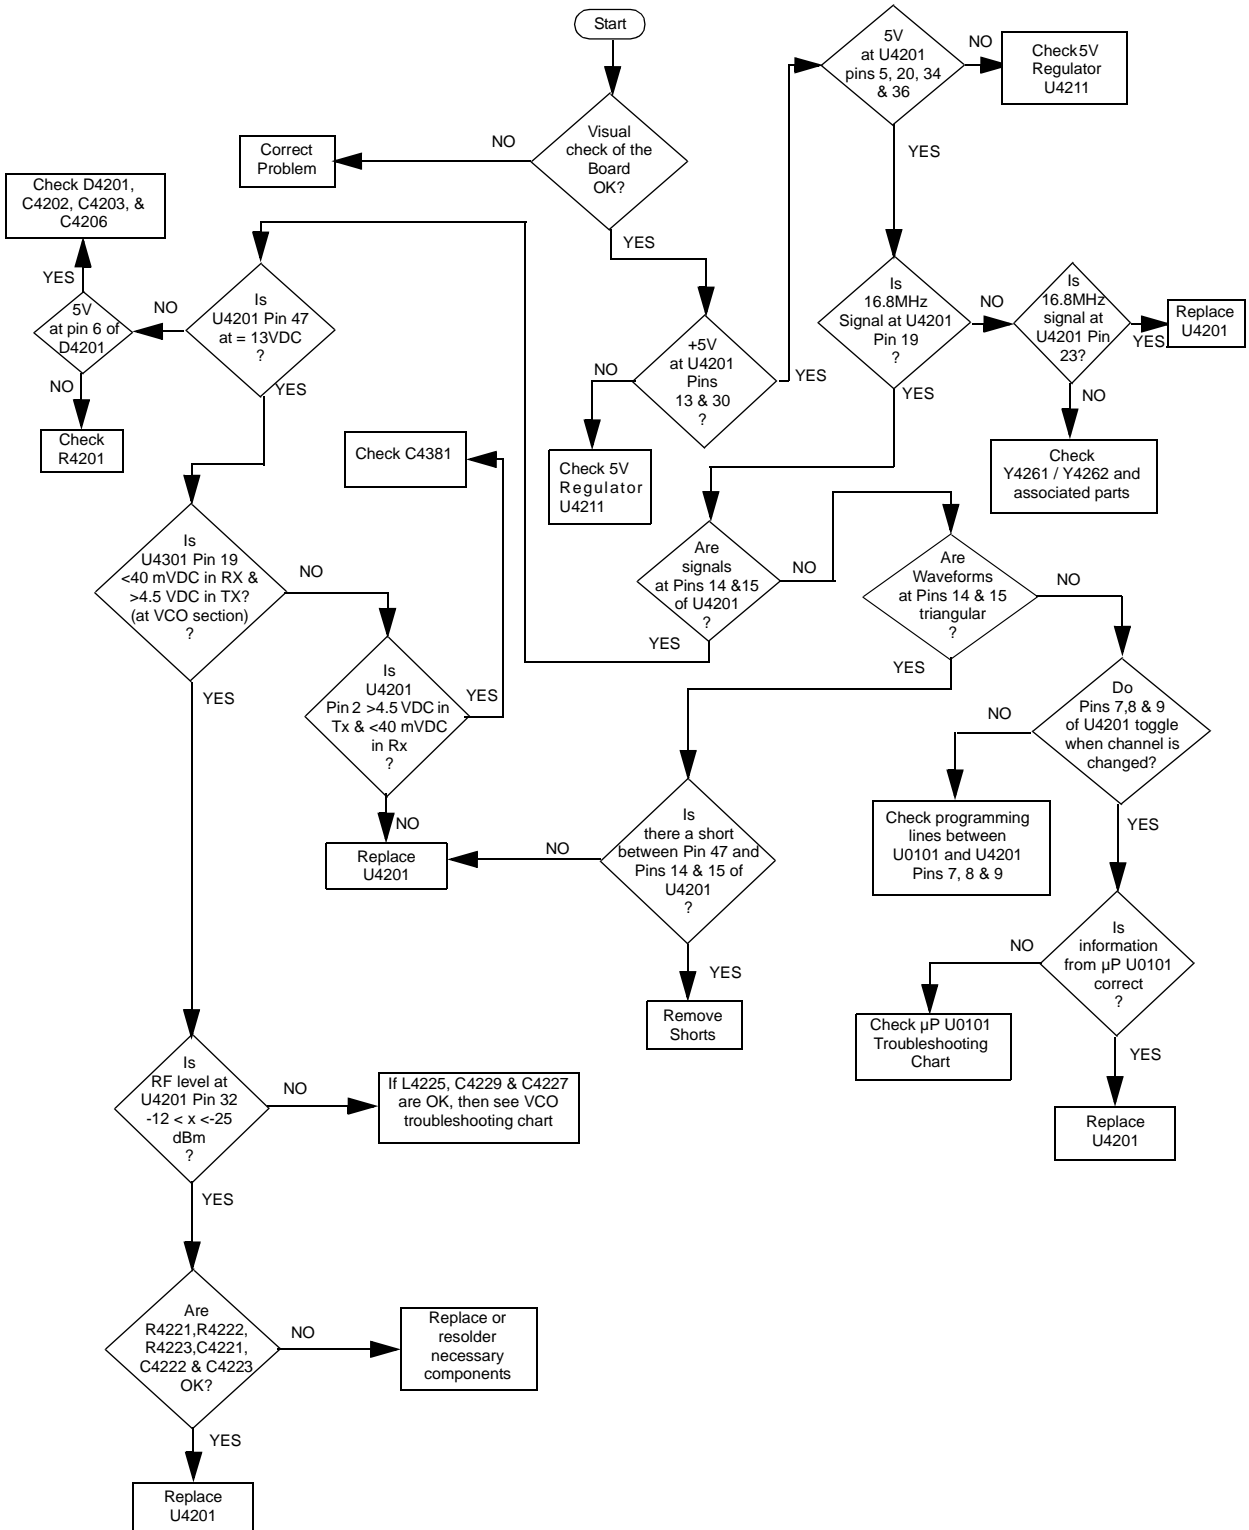 Start
5V
at U4201
pins 5, 20, 34
& 36
NO
Check 5V
Regulator
U4211
YES
Visual
check of the
Board
OK?
NO
Correct
Problem
YES
Check D4201,
C4202, C4203, &
C4206
YES
5V
at pin 6 of
D4201
NO
Is
U4201 Pin 47
at = 13VDC
?
NO
Check
R4201
YES
+5V
at U4201
Pins
13 & 30
?
NO
YES
Check 5V
Regulator
U4211
Is
16.8MHz
Signal at U4201
Pin 19
?
NO
Is
16.8MHz
signal at
U4201 Pin
23?
YES
Replace
U4201
YES
NO
Check
Y4261 / Y4262 and
associated parts
Check C4381
Is
U4301 Pin 19
<40 mVDC in RX &
>4.5 VDC in TX?
(at VCO section)
?
NO
YES
Are
signals
at Pins 14 &15
of U4201
?
NO
YES
Are
Waveforms
at Pins 14 & 15
triangular
?
NO
YES
Is
U4201
Pin 2 >4.5 VDC in
Tx & <40 mVDC
in Rx
?
YES
NO
Replace
U4201
Do
Pins 7,8 & 9
of U4201 toggle
when channel is
changed?
NO
YES
Is
there a short
between Pin 47 and
Pins 14 & 15 of
U4201
?
NO
YES
Remove
Shorts
Check programming
lines between
U0101 and U4201
Pins 7, 8 & 9
Is
information
from µP U0101
correct
?
NO
YES
Check µP U0101
Troubleshooting
Chart
Replace
U4201
Is
RF level at
U4201 Pin 32
-12 < x <-25
dBm
?
NO
If L4225, C4229 & C4227
are OK, then see VCO
troubleshooting chart
YES
Are
R4221,R4222,
R4223,C4221,
C4222 & C4223
OK?
NO
Replace or
resolder
necessary
components
YES
Replace
U4201